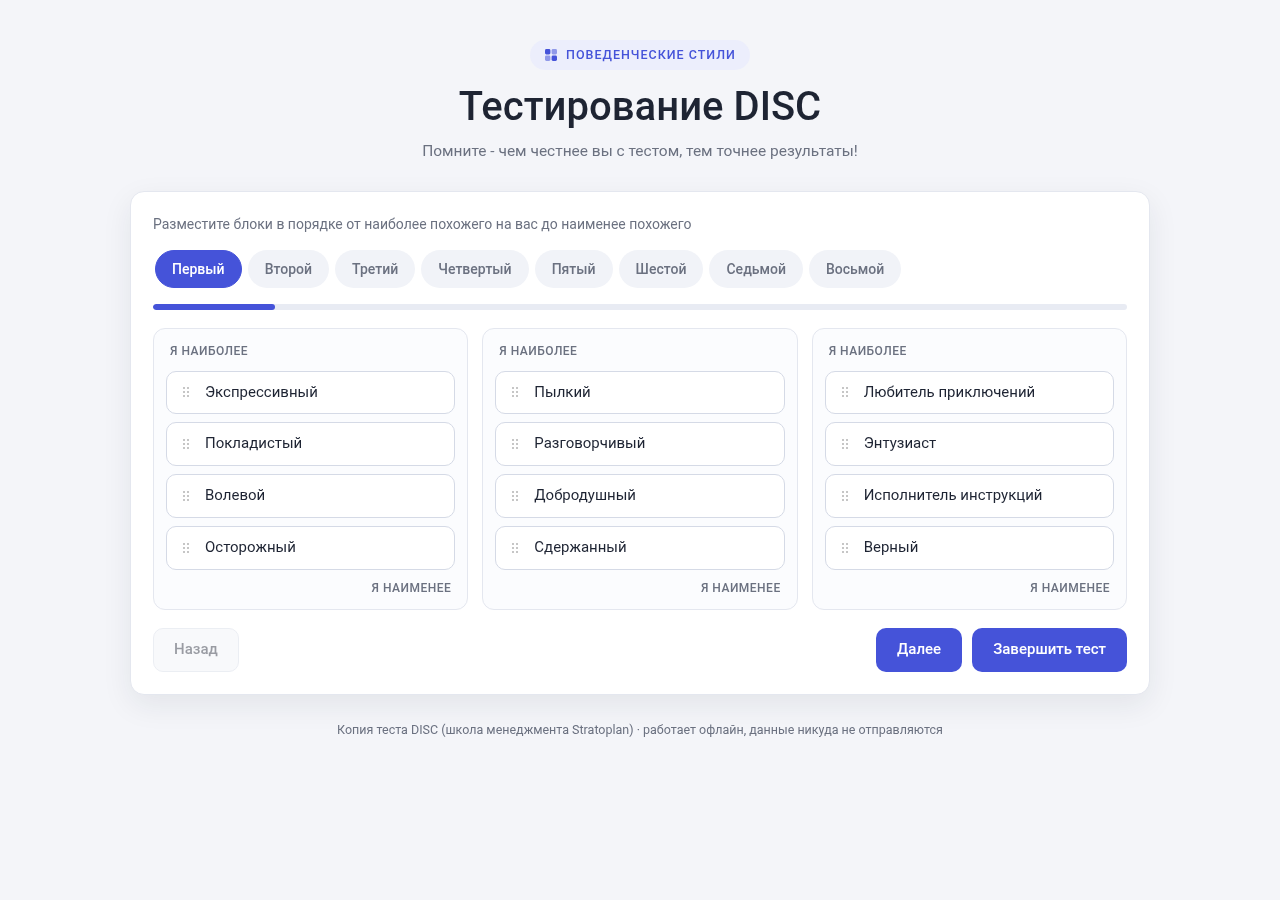 ПОВЕДЕНЧЕСКИЕ СТИЛИ
Тестирование DISC
Помните - чем честнее вы с тестом, тем точнее результаты!
Разместите блоки в порядке от наиболее похожего на вас до наименее похожего
Первый Второй Третий Четвертый Пятый Шестой Седьмой Восьмой
Я НАИБОЛЕЕ
Экспрессивный
Покладистый
Волевой
Осторожный
Я НАИМЕНЕЕ
Я НАИБОЛЕЕ
Пылкий
Разговорчивый
Добродушный
Сдержанный
Я НАИМЕНЕЕ
Я НАИБОЛЕЕ
Любитель приключений
Энтузиаст
Исполнитель инструкций
Верный
Я НАИМЕНЕЕ
Назад Далее Завершить тест
Копия теста DISC (школа менеджмента Stratoplan) · работает офлайн, данные никуда не отправляются